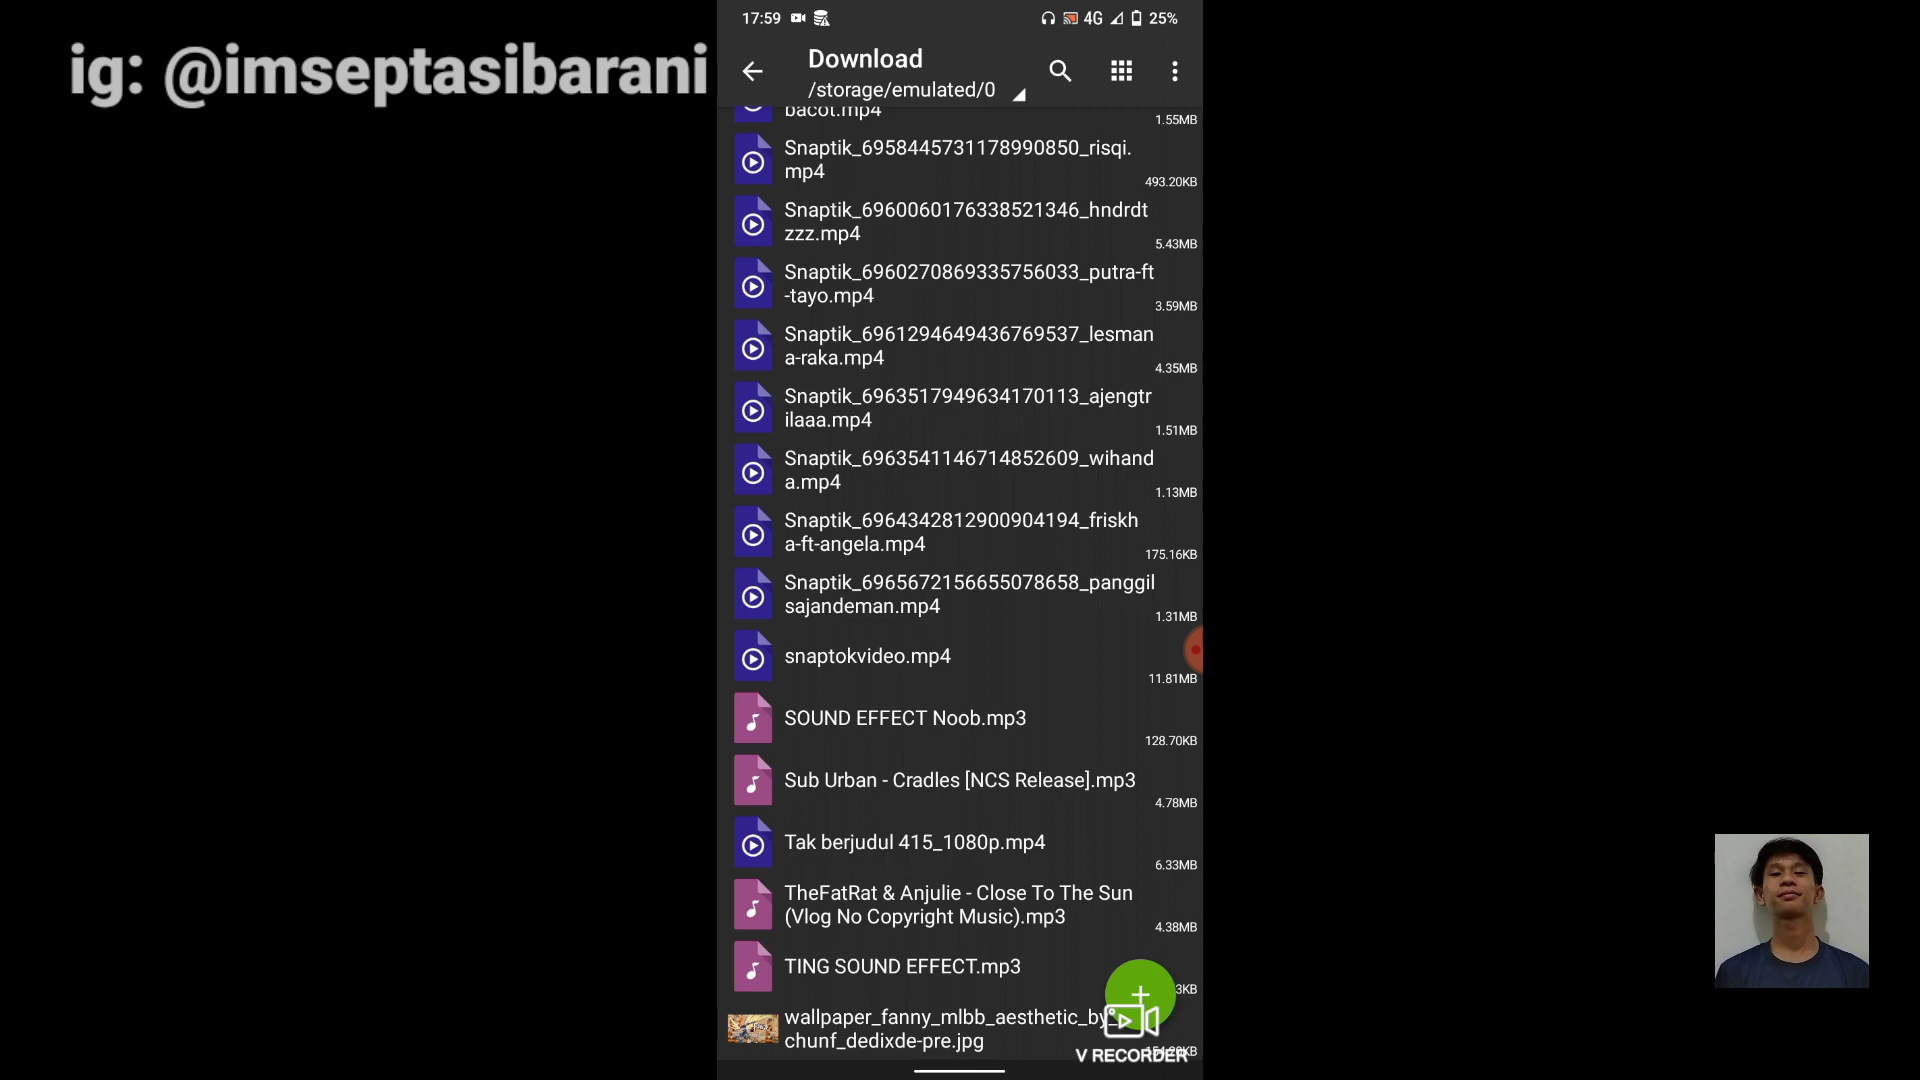 ig: @imseptasibarani
17:59
4G
25%
Download
/storage/emulated/0
bacot.mp4
1.55MB
Snaptik_6958445731178990850_risqi.
mp4
493.20KB
Snaptik_6960060176338521346_hndrdt
zzz.mp4
5.43MB
Snaptik_6960270869335756033_putra-ft
-tayo.mp4
3.59MB
Snaptik_6961294649436769537_lesman
a-raka.mp4
4.35MB
Snaptik_6963517949634170113_ajengtr
ilaaa.mp4
1.51MB
Snaptik_6963541146714852609_wihand
a.mp4
1.13MB
Snaptik_6964342812900904194_friskh
a-ft-angela.mp4
175.16KB
Snaptik_6965672156655078658_panggil
sajandeman.mp4
1.31MB
snaptokvideo.mp4
11.81MB
SOUND EFFECT Noob.mp3
128.70KB
Sub Urban - Cradles [NCS Release].mp3
4.78MB
Tak berjudul 415_1080p.mp4
6.33MB
TheFatRat & Anjulie - Close To The Sun
(Vlog No Copyright Music).mp3
4.38MB
TING SOUND EFFECT.mp3
3KB
wallpaper_fanny_mlbb_aesthetic_by_
chunf_dedixde-pre.jpg
V RECORDER